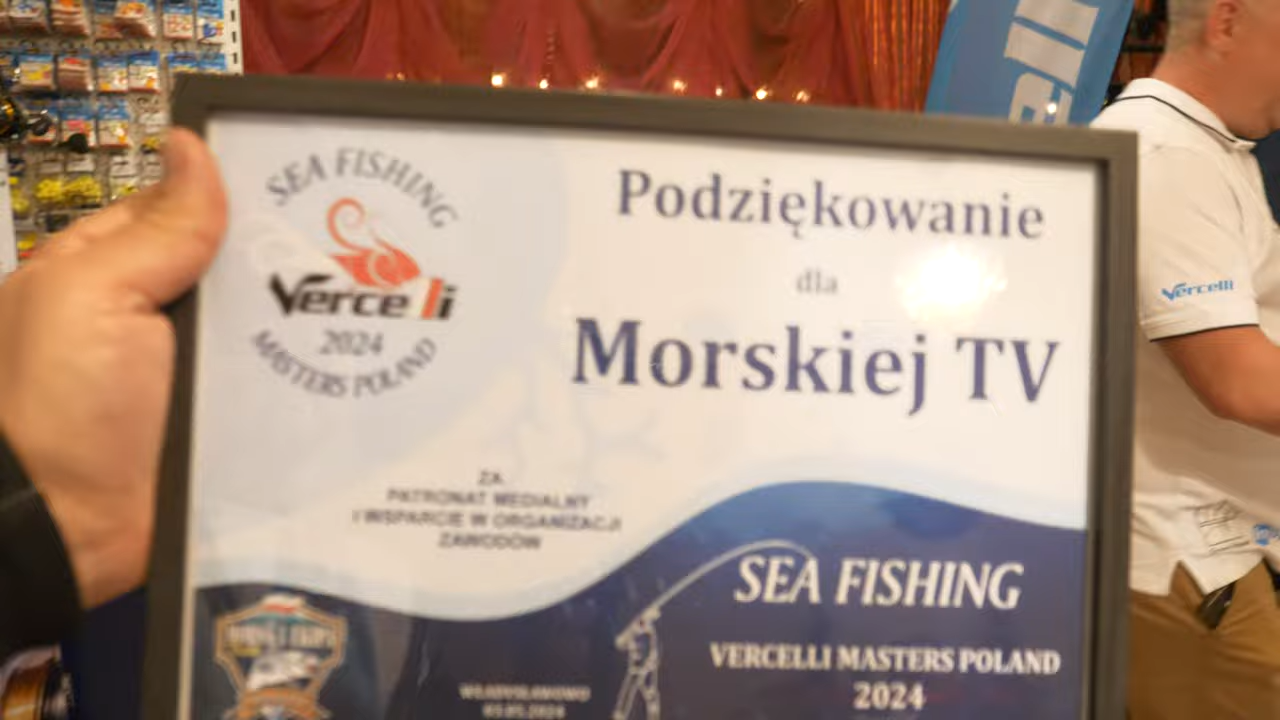 SEA FISHING
Vercelli
2024
MASTERS POLAND
Podziękowanie
dla
Morskiej TV
ZA
PATRONAT MEDIALNY
I WSPARCIE W ORGANIZACJI
ZAWODÓW
SEA FISHING
VERCELLI MASTERS POLAND
2024
WŁADYSŁAWOWO
Vercelli